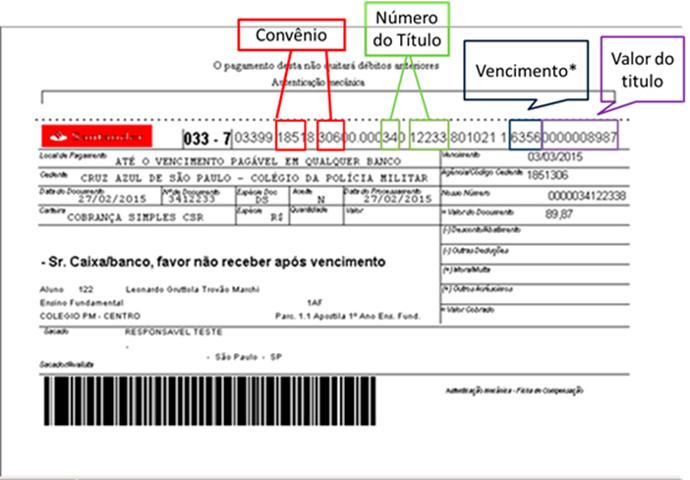 Convênio
Número
do Título
Vencimento*
Valor do
titulo
O pagamento desta não quitará débitos anteriores
Autenticação mecânica
Santander 033 - 7 03399.18518 30600.000340 12233.801021 1 63560000008987
Local de Pagamento ATÉ O VENCIMENTO PAGÁVEL EM QUALQUER BANCO Vencimento 03/03/2015
Cedente CRUZ AZUL DE SÃO PAULO - COLÉGIO DA POLÍCIA MILITAR Agência/Código Cedente 1851306
Data do Documento Nº do Documento Espécie Doc Aceite Data do Processamento Nosso Número
27/02/2015 3412233 DS N 27/02/2015 0000034122338
Carteira Espécie Quantidade Valor = Valor do Documento
COBRANÇA SIMPLES CSR R$ 89,87
(-) Desconto/Abatimento
(-) Outras Deduções
- Sr. Caixa/banco, favor não receber após vencimento
(+) Mora/Multa
Aluno 122 Leonardo Gruttola Trovão Marchi (+) Outros Acréscimos
Ensino Fundamental 1AF
COLEGIO PM - CENTRO Parc. 1.1 Apostila 1º Ano Ens. Fund. = Valor Cobrado
Sacado RESPONSAVEL TESTE
-
- São Paulo - SP
Sacador/Avalista
Autenticação mecânica - Ficha de Compensação